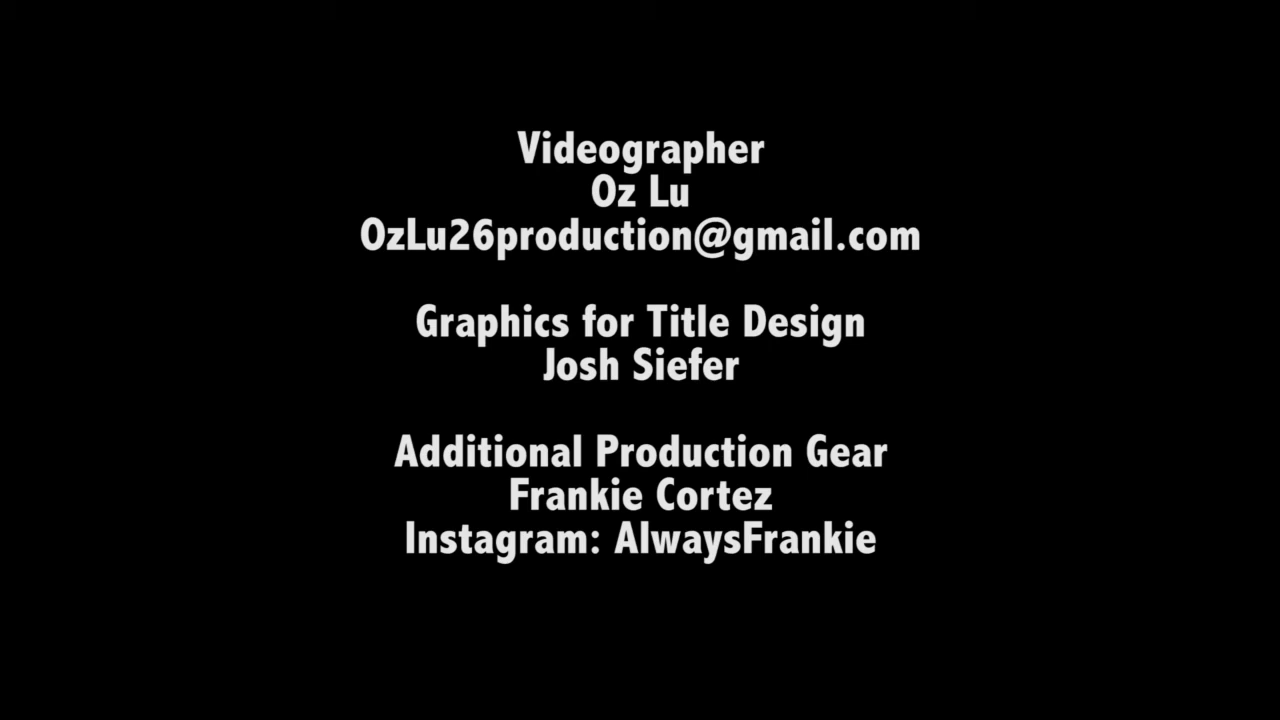 Videographer
Oz Lu
OzLu26production@gmail.com
Graphics for Title Design
Josh Siefer
Additional Production Gear
Frankie Cortez
Instagram: AlwaysFrankie